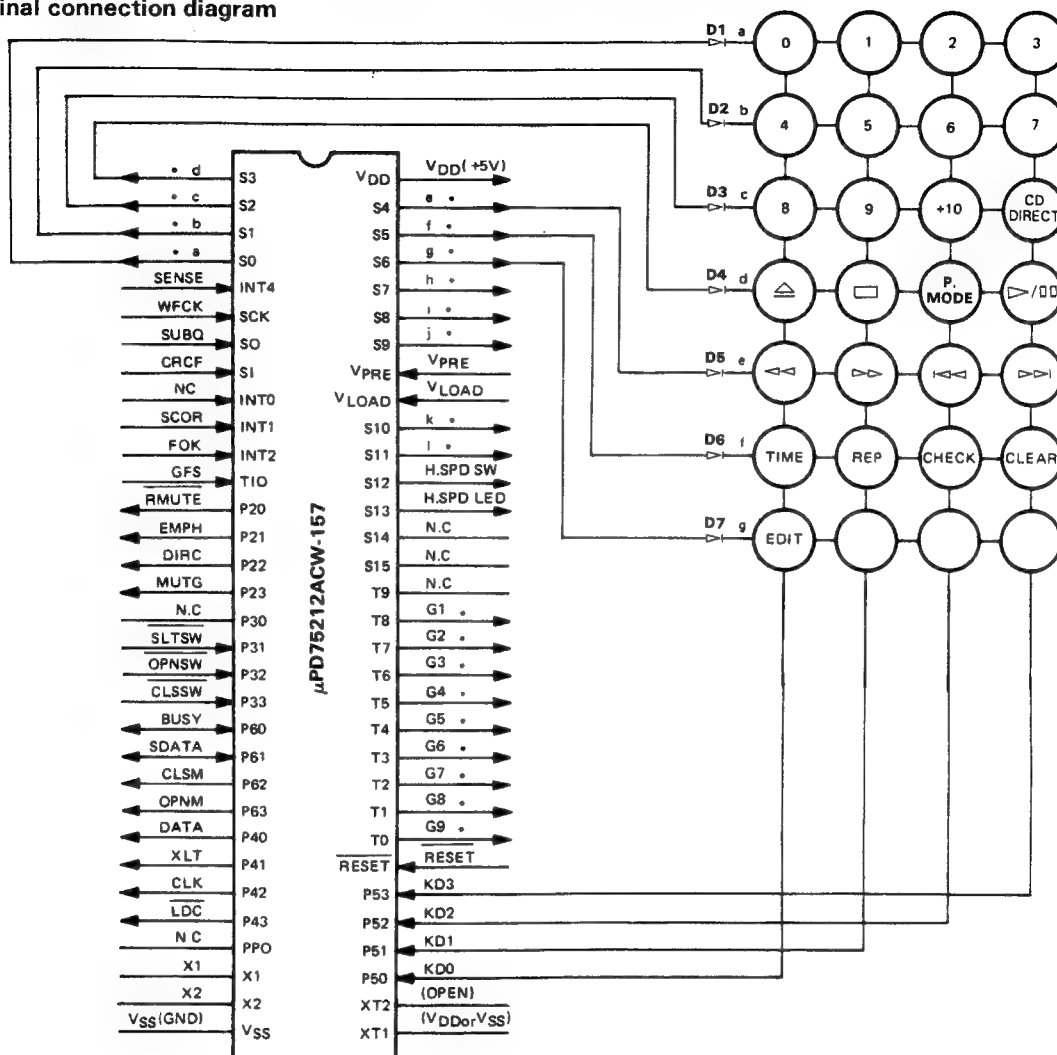 inal connection diagram
D1 a
0 1 2 3
D2 b
4 5 6 7
D3 c
8 9 +10 CD DIRECT
D4 d
P. MODE
D5 e
D6 f
TIME REP CHECK CLEAR
D7 g
EDIT
μPD75212ACW-157
d S3
c S2
b S1
a S0
SENSE INT4
WFCK SCK
SUBQ SO
CRCF SI
NC INT0
SCOR INT1
FOK INT2
GFS TIO
RMUTE P20
EMPH P21
DIRC P22
MUTG P23
N.C P30
SLTSW P31
OPNSW P32
CLSSW P33
BUSY P60
SDATA P61
CLSM P62
OPNM P63
DATA P40
XLT P41
CLK P42
LDC P43
NC PPO
X1 X1
X2 X2
VSS(GND) VSS
VDD VDD(+5V)
S4 e
S5 f
S6 g
S7 h
S8 i
S9 j
VPRE VPRE
VLOAD VLOAD
S10 k
S11 l
S12 H.SPD SW
S13 H.SPD LED
S14 N.C
S15 N.C
T9 N.C
T8 G1
T7 G2
T6 G3
T5 G4
T4 G5
T3 G6
T2 G7
T1 G8
T0 G9
RESET RESET
P53 KD3
P52 KD2
P51 KD1
P50 KD0
XT2 (OPEN)
XT1 (VDDorVSS)